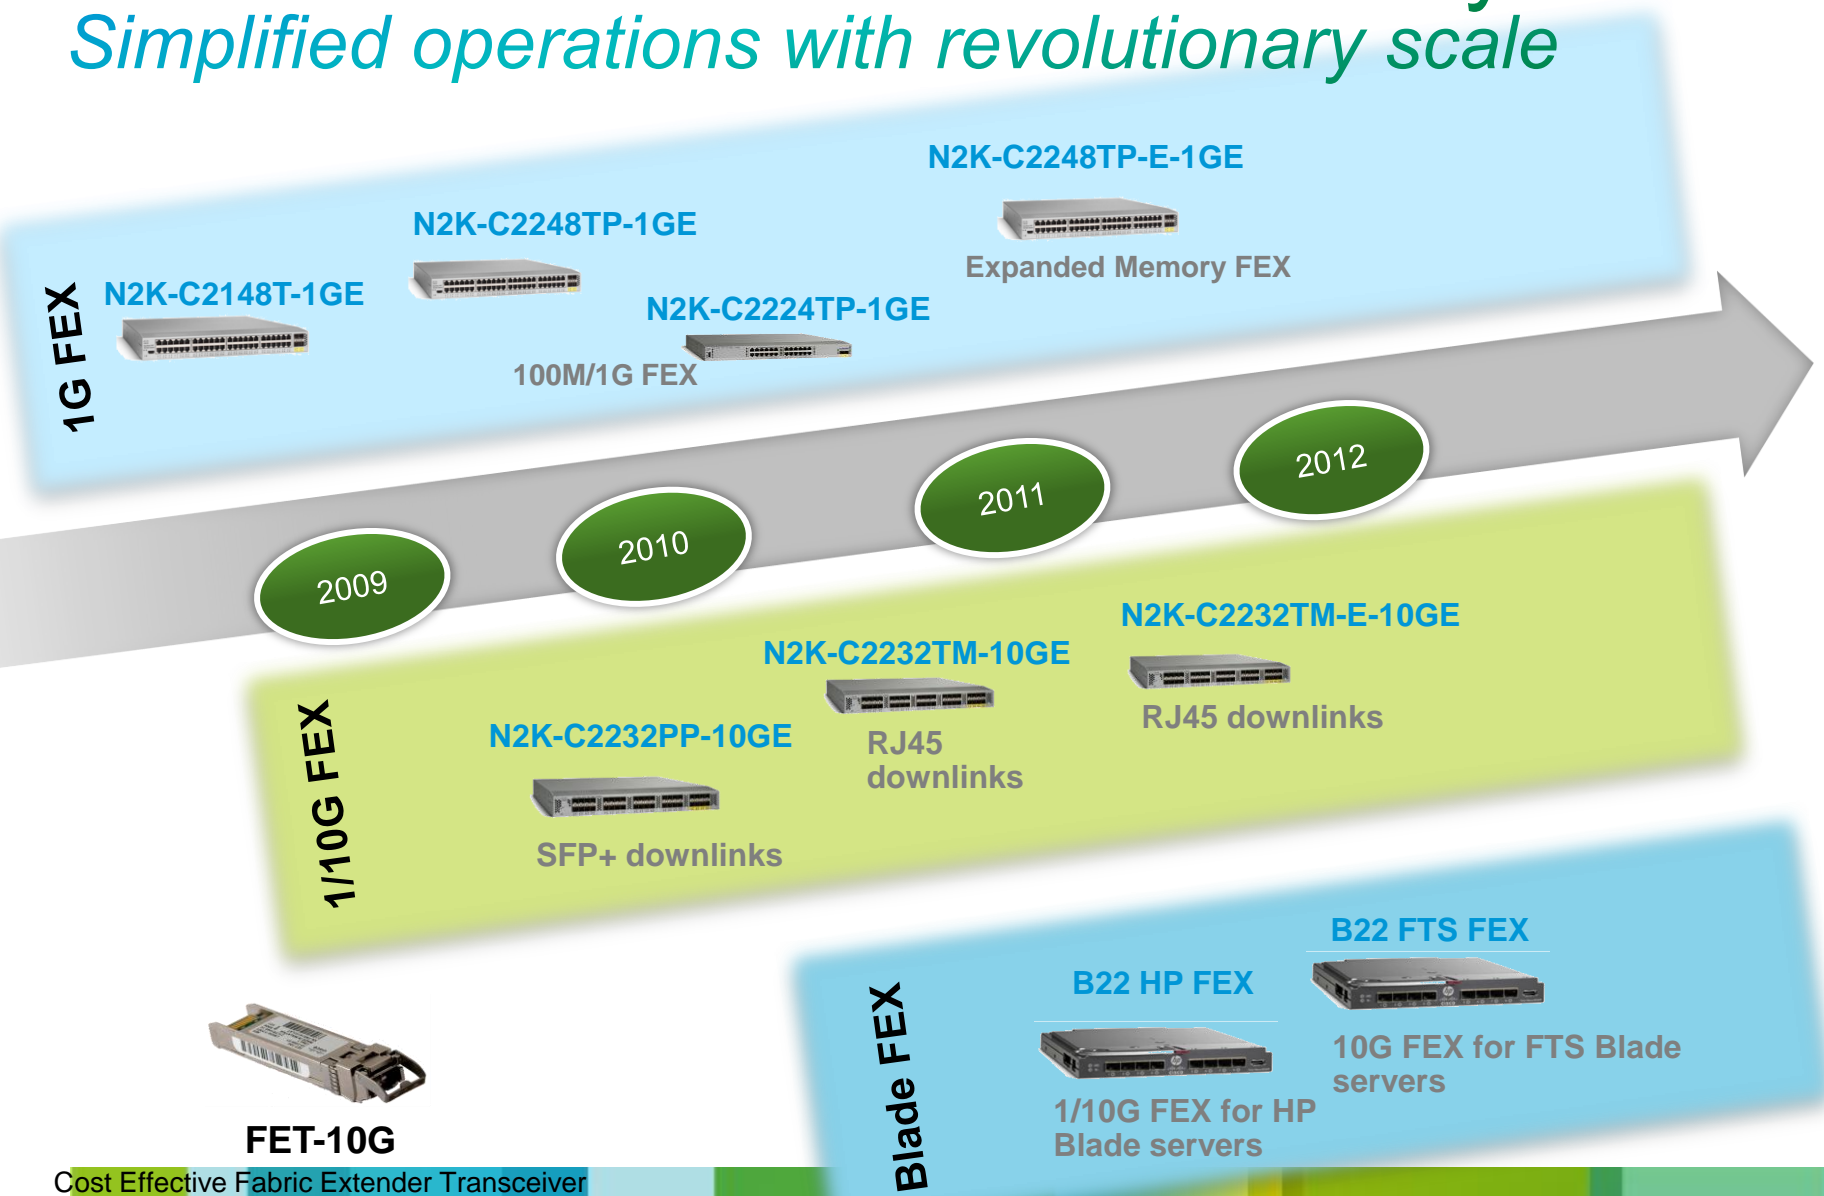 Simplified operations with revolutionary scale
N2K-C2248TP-E-1GE
N2K-C2248TP-1GE
Expanded Memory FEX
N2K-C2148T-1GE
N2K-C2224TP-1GE
100M/1G FEX
1G FEX
2012
2011
2010
2009
N2K-C2232TM-E-10GE
N2K-C2232TM-10GE
RJ45 downlinks
N2K-C2232PP-10GE
RJ45
downlinks
SFP+ downlinks
1/10G FEX
B22 FTS FEX
B22 HP FEX
10G FEX for FTS Blade
servers
1/10G FEX for HP
Blade servers
Blade FEX
FET-10G
Cost Effective Fabric Extender Transceiver